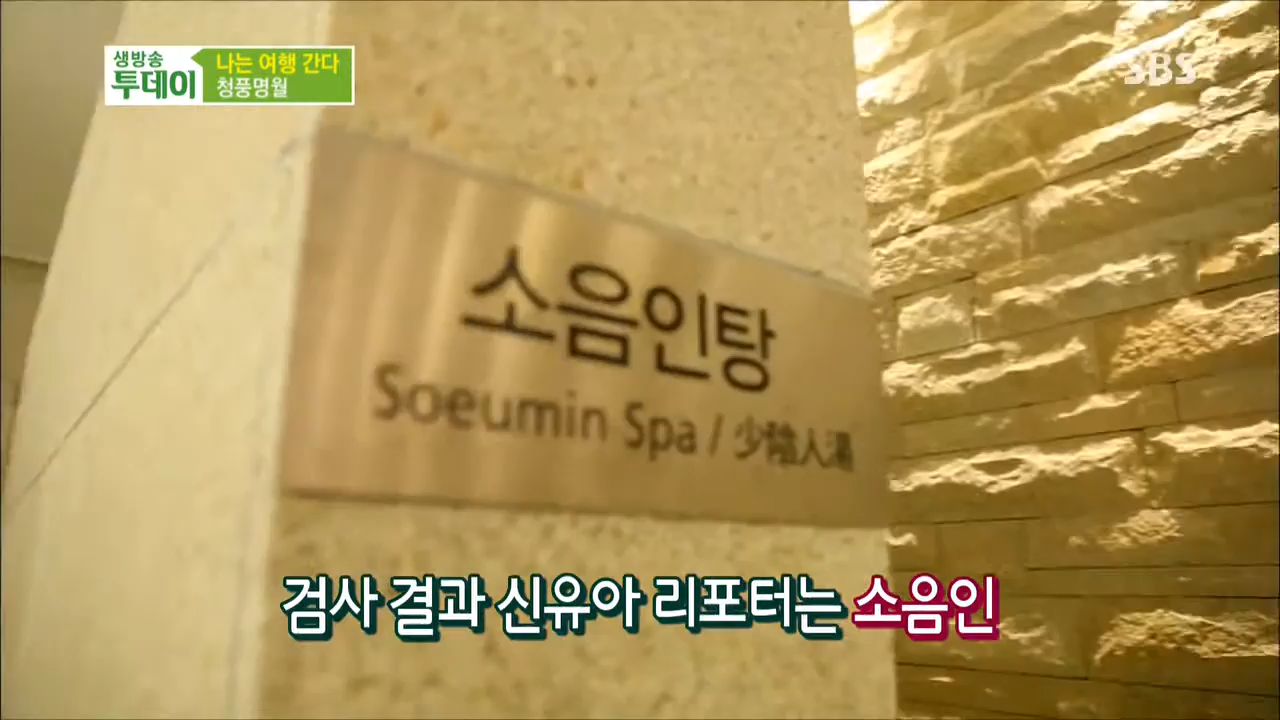 생방송
투데이
나는 여행 간다
청풍명월
SBS
소음인탕
Soeumin Spa / 少陰人湯
검사 결과 신유아 리포터는 소음인